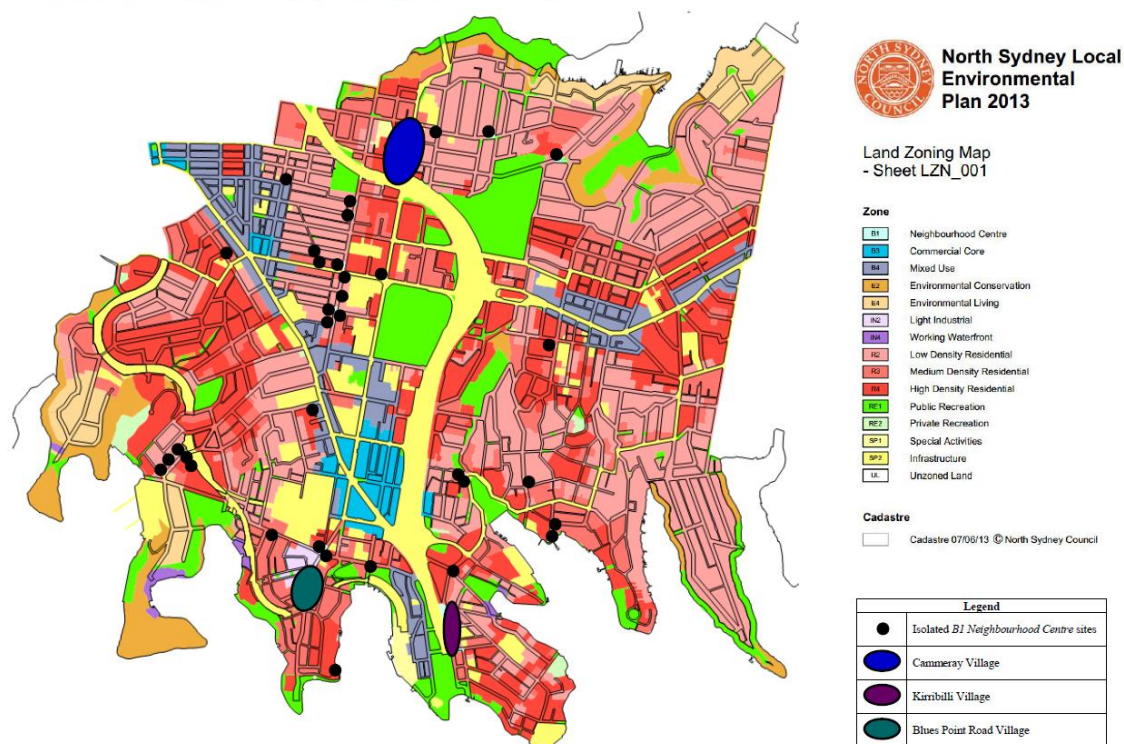 NORTH SYDNEY
COUNCIL
North Sydney Local
Environmental
Plan 2013
Land Zoning Map
- Sheet LZN_001
Zone
B1 Neighbourhood Centre
B3 Commercial Core
B4 Mixed Use
E2 Environmental Conservation
E4 Environmental Living
IN2 Light Industrial
IN4 Working Waterfront
R2 Low Density Residential
R3 Medium Density Residential
R4 High Density Residential
RE1 Public Recreation
RE2 Private Recreation
SP1 Special Activities
SP2 Infrastructure
UL Unzoned Land
Cadastre
Cadastre 07/06/13 © North Sydney Council
Legend
Isolated B1 Neighbourhood Centre sites
Cammeray Village
Kirribilli Village
Blues Point Road Village